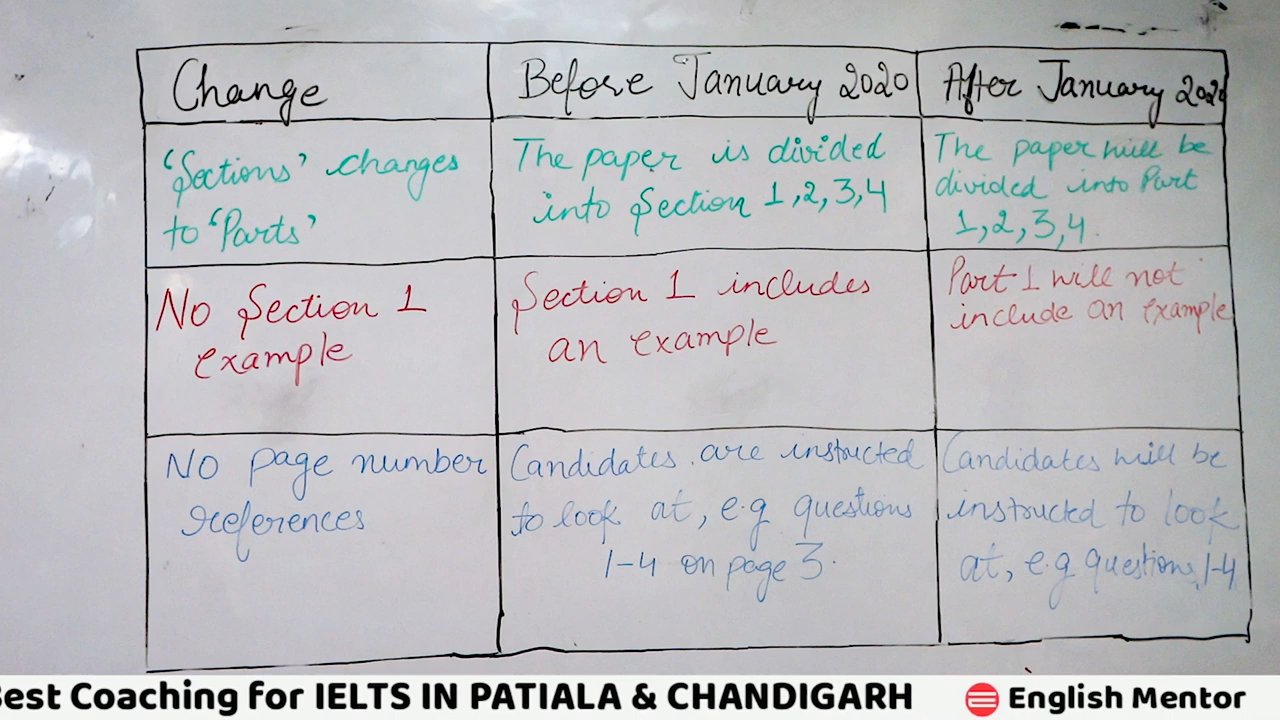 Change
Before January 2020
After January 2020
'Sections' changes
to 'Parts'
The paper is divided
into Section 1,2,3,4
The paper will be
divided into Part
1,2,3,4.
No Section 1
example
Section 1 includes
an example
Part 1 will not
include an example
No page number
references
Candidates are instructed
to look at, e.g questions
1-4 on page 3.
Candidates will be
instructed to look
at, e.g questions 1-4
est Coaching for IELTS IN PATIALA & CHANDIGARH
English Mentor